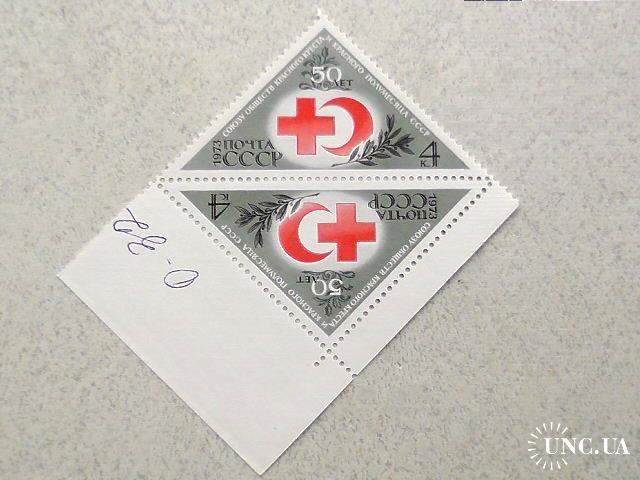 СОЮЗУ ОБЩЕСТВ КРАСНОГО КРЕСТА И КРАСНОГО ПОЛУМЕСЯЦА СССР
50
ЛЕТ
1973 ПОЧТА
СССР
4
К
СОЮЗУ ОБЩЕСТВ КРАСНОГО КРЕСТА И КРАСНОГО ПОЛУМЕСЯЦА СССР
50
ЛЕТ
1973 ПОЧТА
СССР
4
К
UNC.UA